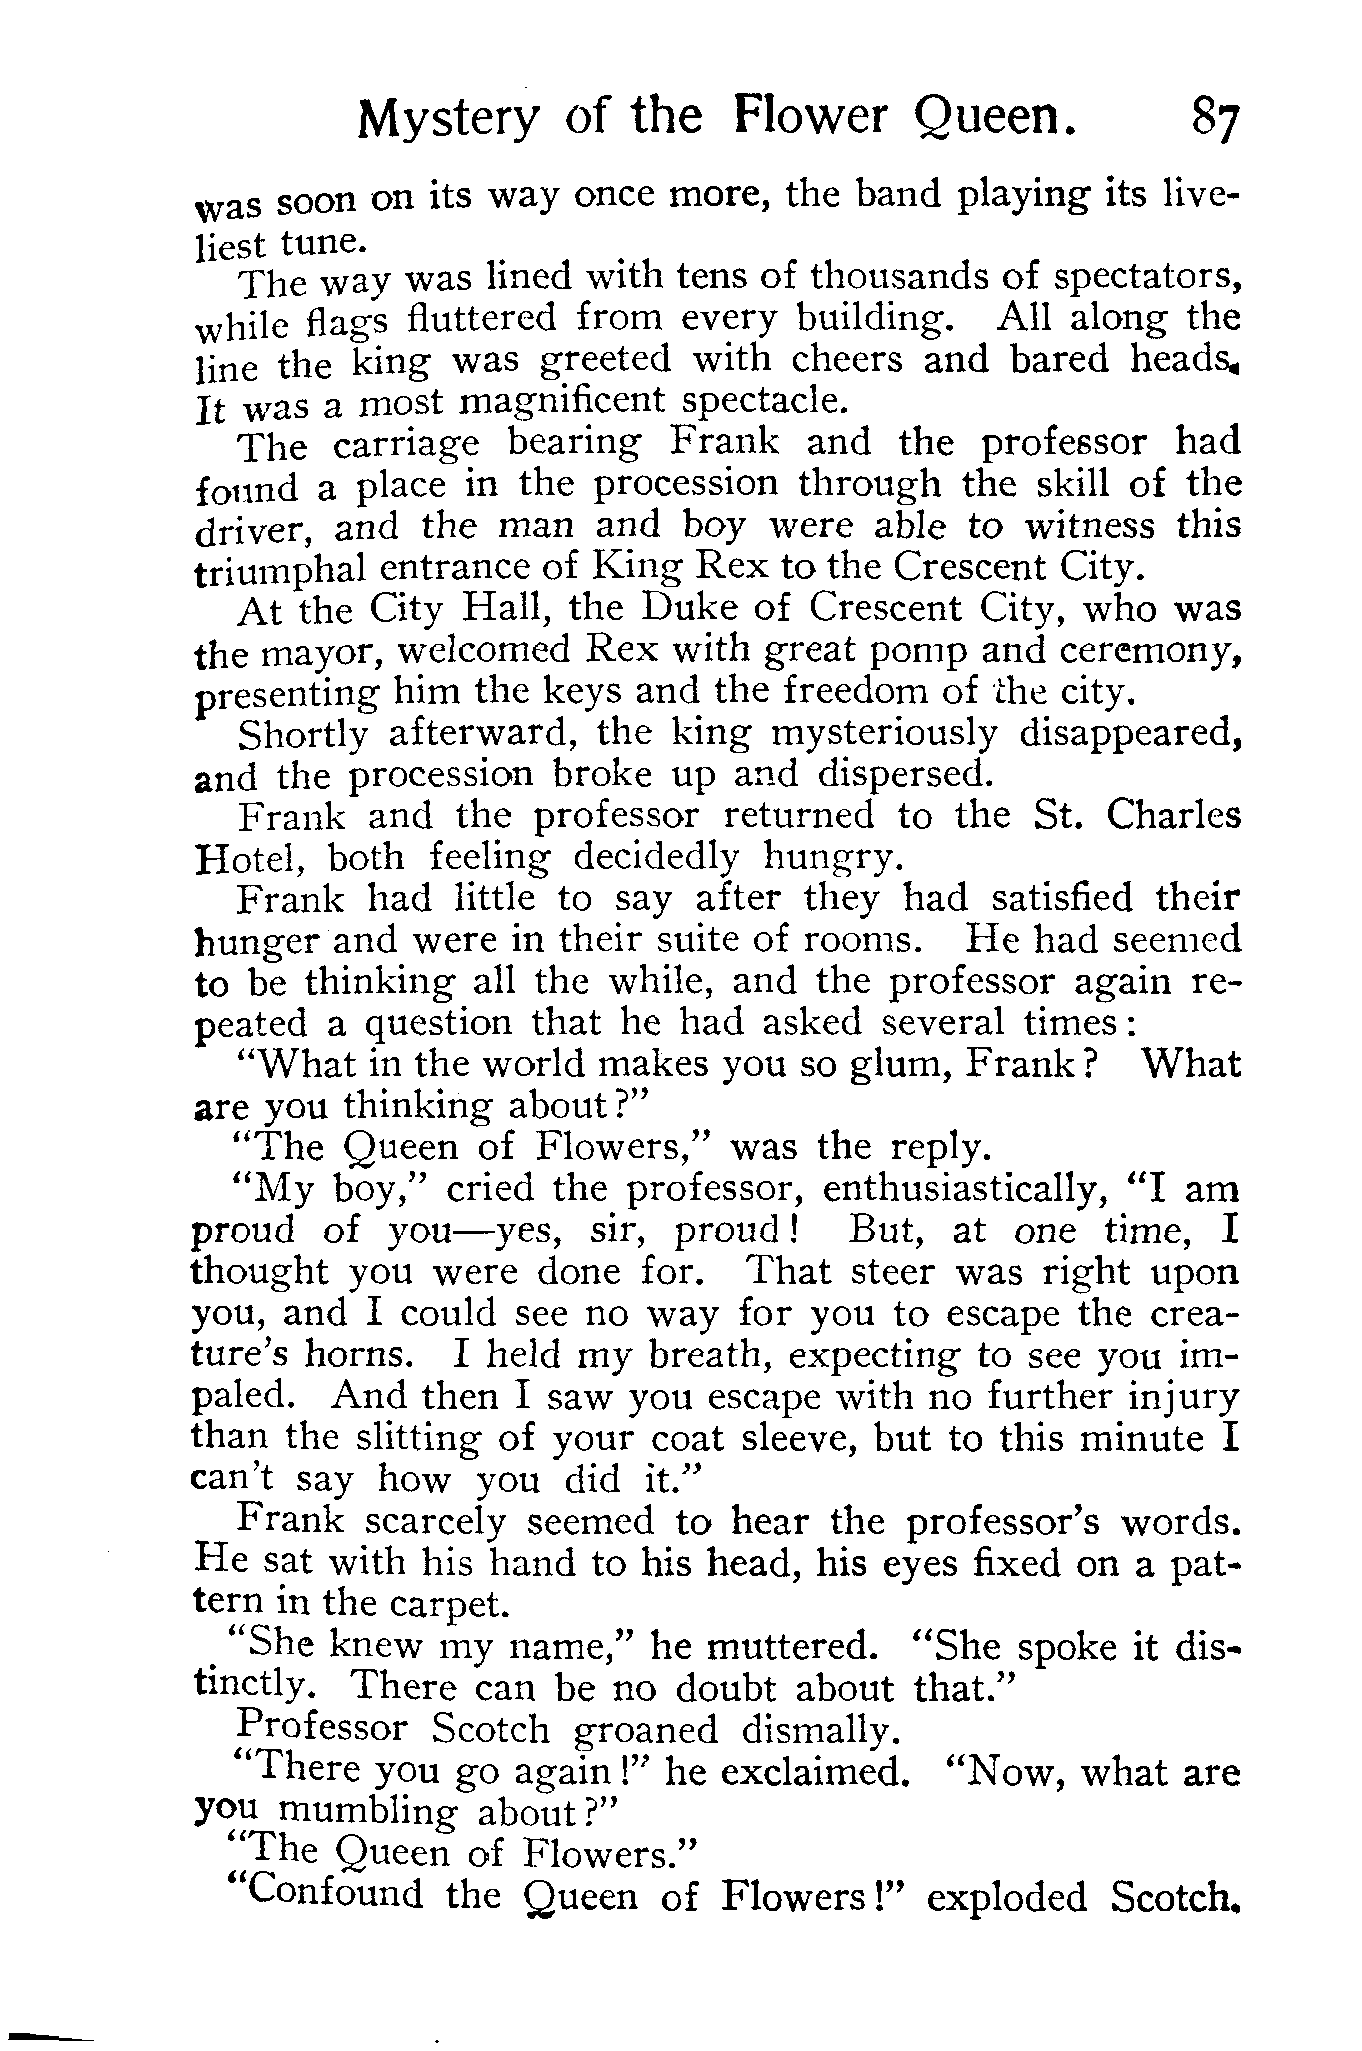 Mystery of the Flower Queen. 87
was soon on its way once more, the band playing its live-
liest tune.
The way was lined with tens of thousands of spectators,
while flags fluttered from every building. All along the
line the king was greeted with cheers and bared heads.
It was a most magnificent spectacle.
The carriage bearing Frank and the professor had
found a place in the procession through the skill of the
driver, and the man and boy were able to witness this
triumphal entrance of King Rex to the Crescent City.
At the City Hall, the Duke of Crescent City, who was
the mayor, welcomed Rex with great pomp and ceremony,
presenting him the keys and the freedom of the city.
Shortly afterward, the king mysteriously disappeared,
and the procession broke up and dispersed.
Frank and the professor returned to the St. Charles
Hotel, both feeling decidedly hungry.
Frank had little to say after they had satisfied their
hunger and were in their suite of rooms. He had seemed
to be thinking all the while, and the professor again re-
peated a question that he had asked several times:
"What in the world makes you so glum, Frank? What
are you thinking about?"
"The Queen of Flowers," was the reply.
"My boy," cried the professor, enthusiastically, "I am
proud of you—yes, sir, proud! But, at one time, I
thought you were done for. That steer was right upon
you, and I could see no way for you to escape the crea-
ture's horns. I held my breath, expecting to see you im-
paled. And then I saw you escape with no further injury
than the slitting of your coat sleeve, but to this minute I
can't say how you did it."
Frank scarcely seemed to hear the professor's words.
He sat with his hand to his head, his eyes fixed on a pat-
tern in the carpet.
"She knew my name," he muttered. "She spoke it dis-
tinctly. There can be no doubt about that."
Professor Scotch groaned dismally.
"There you go again!" he exclaimed. "Now, what are
you mumbling about?"
"The Queen of Flowers."
"Confound the Queen of Flowers!" exploded Scotch.